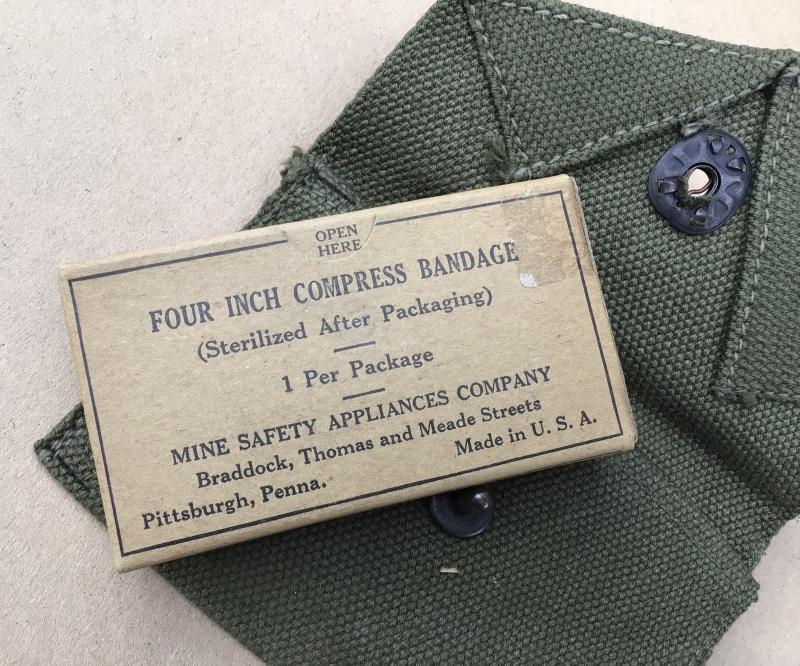 OPEN
HERE
FOUR INCH COMPRESS BANDAGE
(Sterilized After Packaging)
1 Per Package
MINE SAFETY APPLIANCES COMPANY
Braddock, Thomas and Meade Streets
Pittsburgh, Penna. Made in U. S. A.